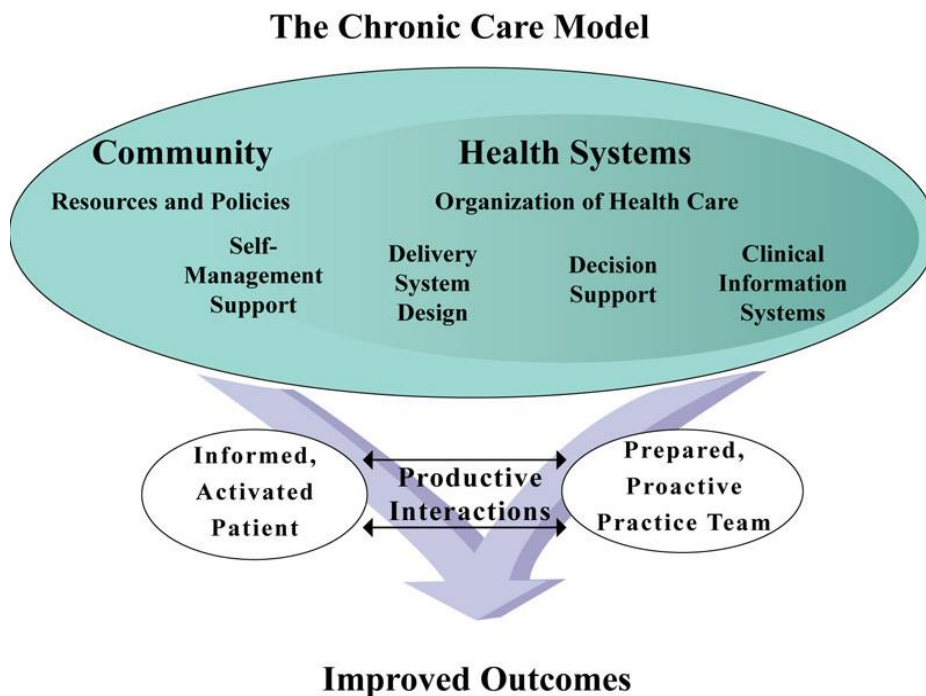 The Chronic Care Model
Community
Resources and Policies
Health Systems
Organization of Health Care
Self-
Management
Support
Delivery
System
Design
Decision
Support
Clinical
Information
Systems
Informed,
Activated
Patient
Productive
Interactions
Prepared,
Proactive
Practice Team
Improved Outcomes